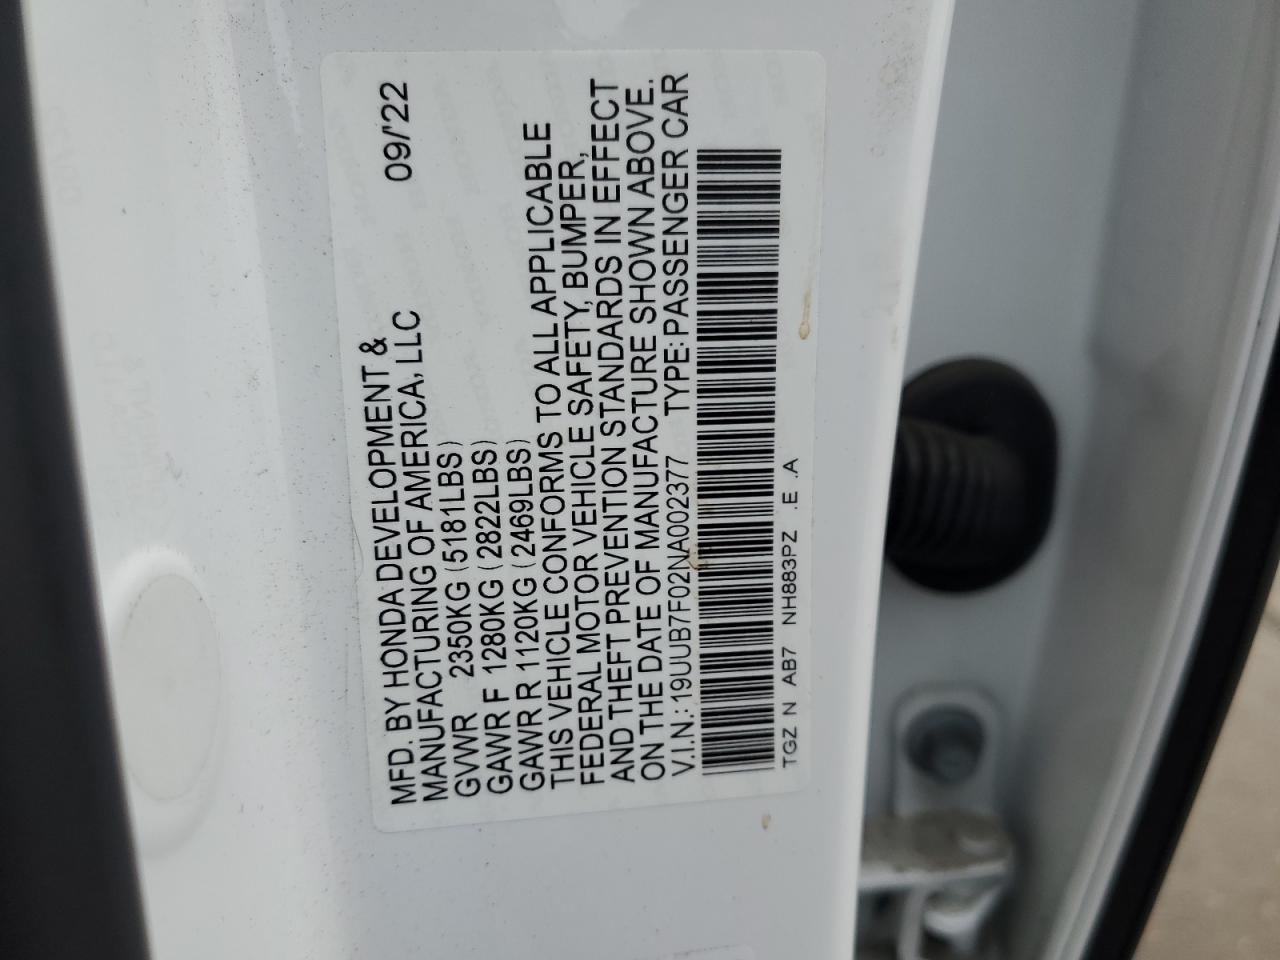 MFD. BY HONDA DEVELOPMENT &
MANUFACTURING OF AMERICA, LLC 09/'22
GVWR 2350KG (5181LBS)
GAWR F 1280KG (2822LBS)
GAWR R 1120KG (2469LBS)
THIS VEHICLE CONFORMS TO ALL APPLICABLE
FEDERAL MOTOR VEHICLE SAFETY, BUMPER,
AND THEFT PREVENTION STANDARDS IN EFFECT
ON THE DATE OF MANUFACTURE SHOWN ABOVE.
V.I.N.: 19UUB7F02NA002377 TYPE: PASSENGER CAR
TGZ N AB7 NH883PZ .E .A